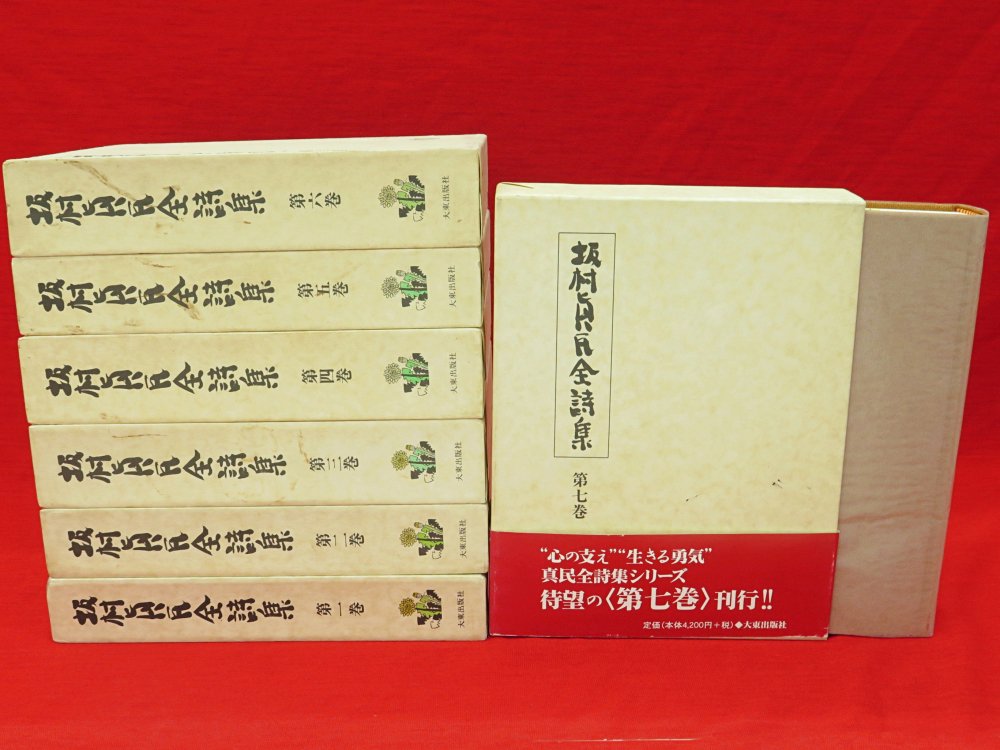 坂村真民全詩集 第六巻 大東出版社
坂村真民全詩集 第五巻 大東出版社
坂村真民全詩集 第四巻 大東出版社
坂村真民全詩集 第三巻 大東出版社
坂村真民全詩集 第二巻 大東出版社
坂村真民全詩集 第一巻 大東出版社
坂村真民全詩集
第七巻
“心の支え”“生きる勇気”
真民全詩集シリーズ
待望の〈第七巻〉刊行!!
定価(本体4,200円+税)◆大東出版社